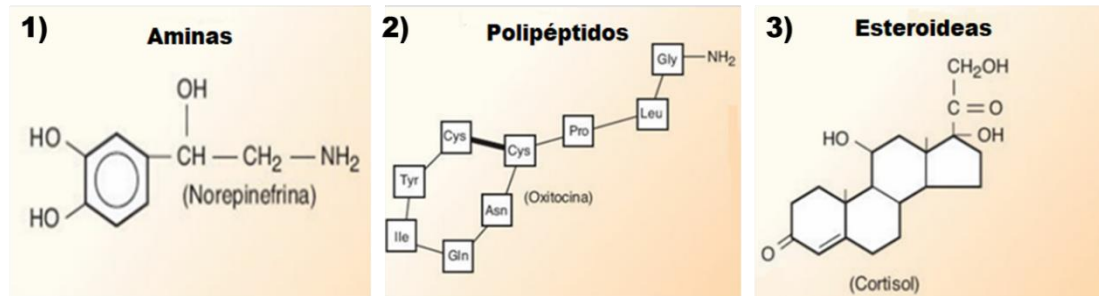 1)
Aminas
OH
HO
HO
CH — CH₂ — NH₂
(Norepinefrina)
2)
Polipéptidos
Gly — NH₂
Leu
Pro
Cys
Cys
Tyr
Asn
(Oxitocina)
Ile
Gln
3)
Esteroideas
CH₂OH
C = O
HO
OH
O
(Cortisol)